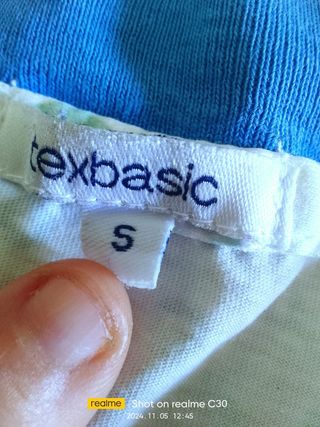 texbasic
S
realme Shot on realme C30
2024.11.05 12:45